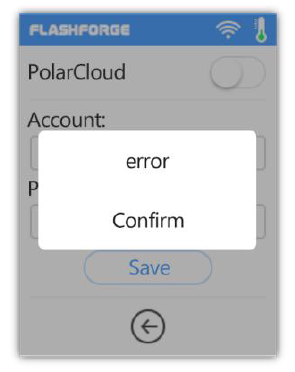 FLASHFORGE
PolarCloud
Account:
error
P
Confirm
Save